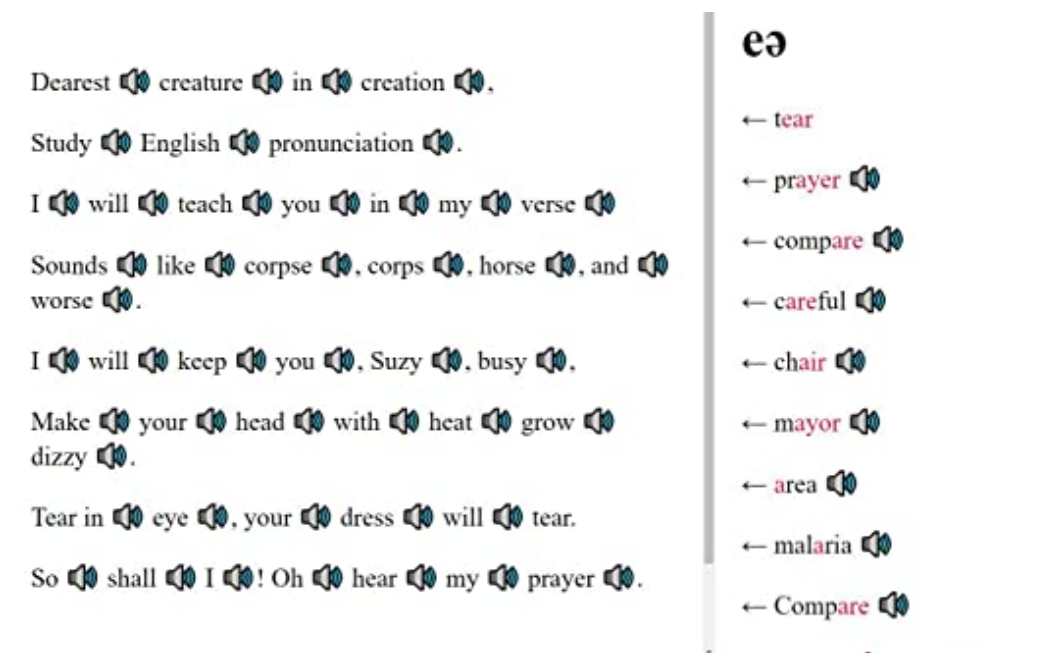 Dearest creature in creation,
Study English pronunciation.
I will teach you in my verse
Sounds like corpse, corps, horse, and
worse.
I will keep you, Suzy, busy,
Make your head with heat grow
dizzy.
Tear in eye, your dress will tear.
So shall I! Oh hear my prayer.
eə
← tear
← prayer
← compare
← careful
← chair
← mayor
← area
← malaria
← Compare